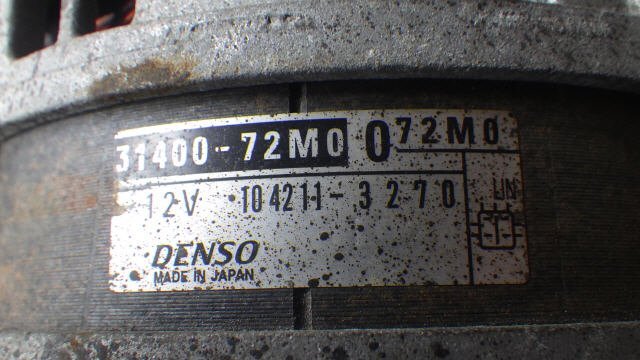 31400-72M0 0 72M0
12V 104211-3270
DENSO
MADE IN JAPAN